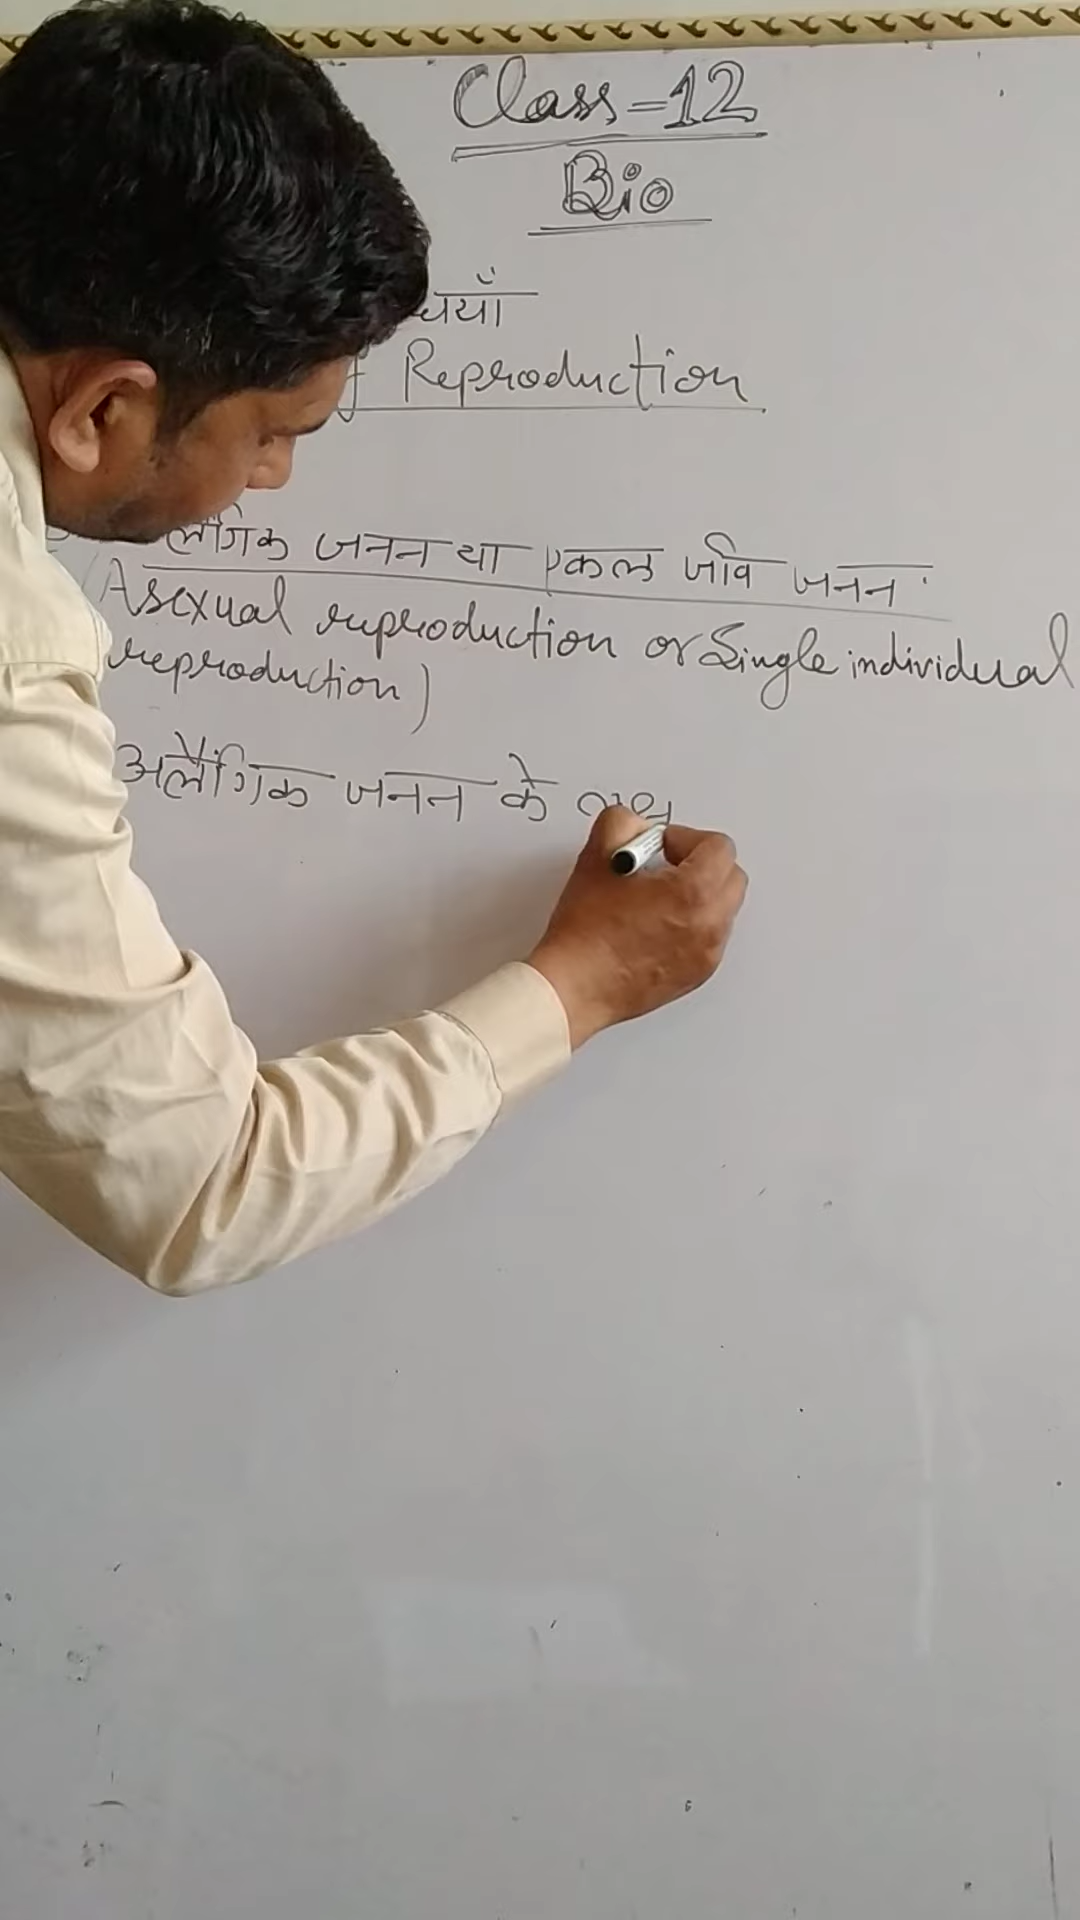 Class-12
Bio
Reproduction
जनन या एकल जीव जनन
(Asexual reproduction or Single individual
reproduction)
अलैंगिक जनन के